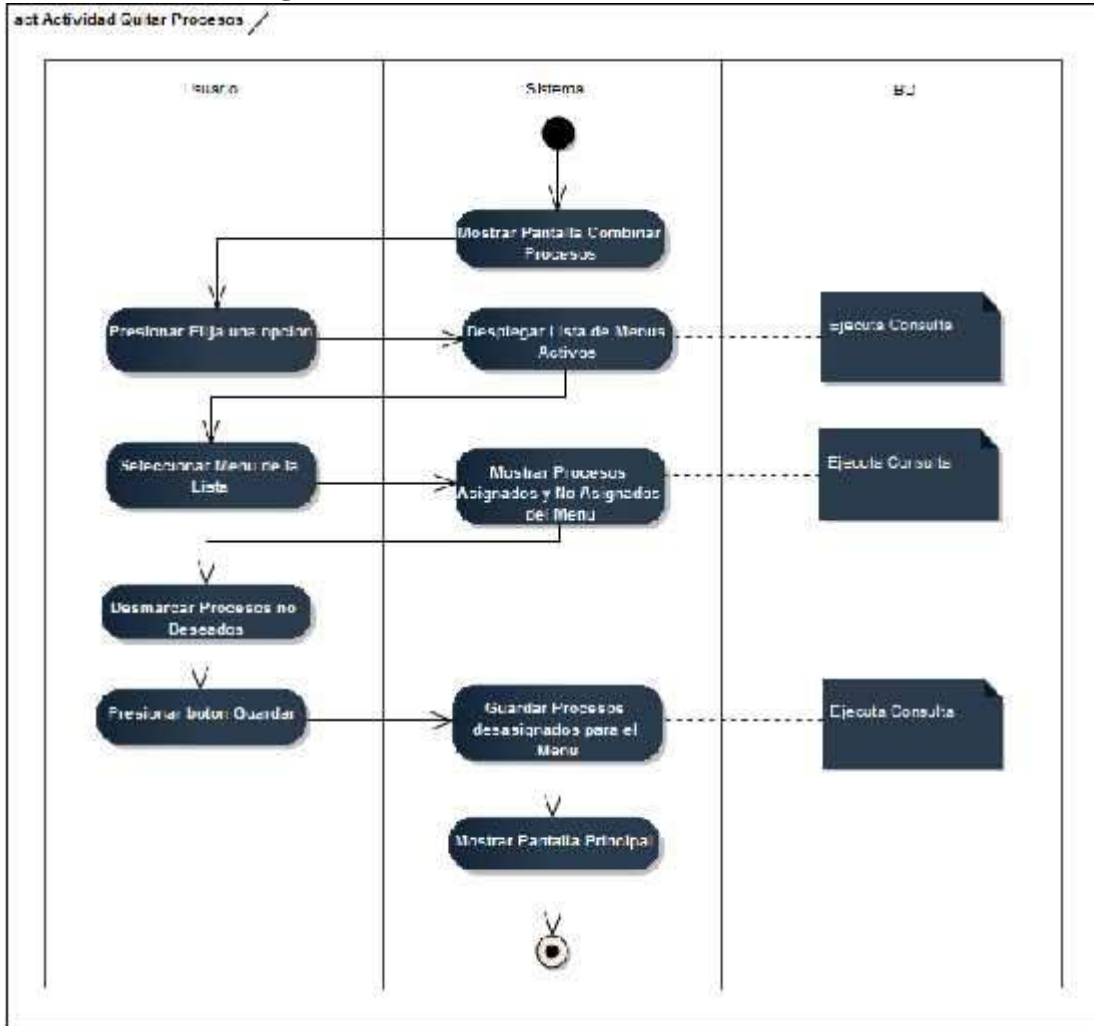 act Actividad Quitar Procesos
Usuario
Sistema
BD
Mostrar Pantalla Combinar
Procesos
Presionar Elija una opcion
Desplegar Lista de Menus
Activos
Ejecuta Consulta
Seleccionar Menu de la
Lista
Mostrar Procesos
Asignados y No Asignados
del Menu
Ejecuta Consulta
Desmarcar Procesos no
Deseados
Presionar boton Guardar
Guardar Procesos
desasignados para el
Menu
Ejecuta Consulta
Mostrar Pantalla Principal